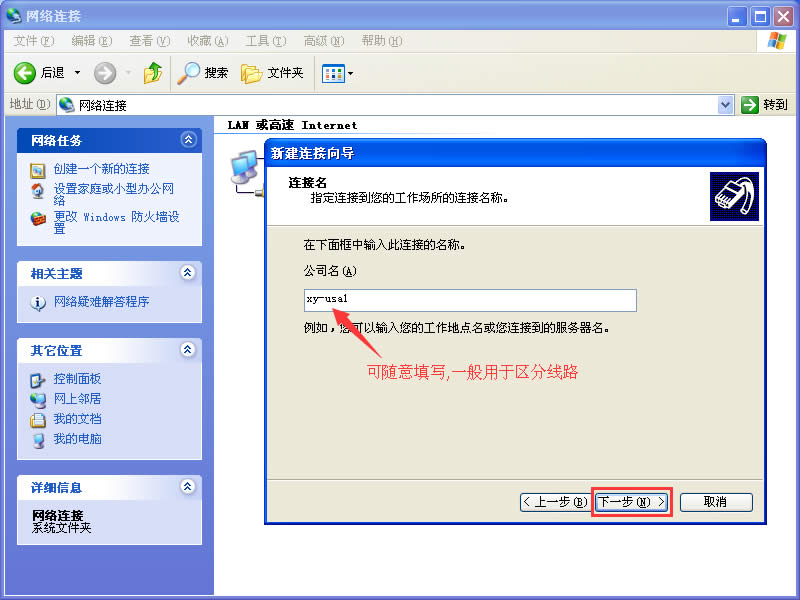 网络连接
文件(F) 编辑(E) 查看(V) 收藏(A) 工具(T) 高级(N) 帮助(H)
后退 搜索 文件夹
地址(D) 网络连接 转到
网络任务
创建一个新的连接
设置家庭或小型办公网
络
更改 Windows 防火墙设
置
相关主题
网络疑难解答程序
其它位置
控制面板
网上邻居
我的文档
我的电脑
详细信息
网络连接
系统文件夹
LAN 或高速 Internet
新建连接向导
连接名
指定连接到您的工作场所的连接名称。
在下面框中输入此连接的名称。
公司名(A)
xy-usa1
例如，您可以输入您的工作地点名或您连接到的服务器名。
可随意填写,一般用于区分线路
< 上一步(B) 下一步(N) > 取消